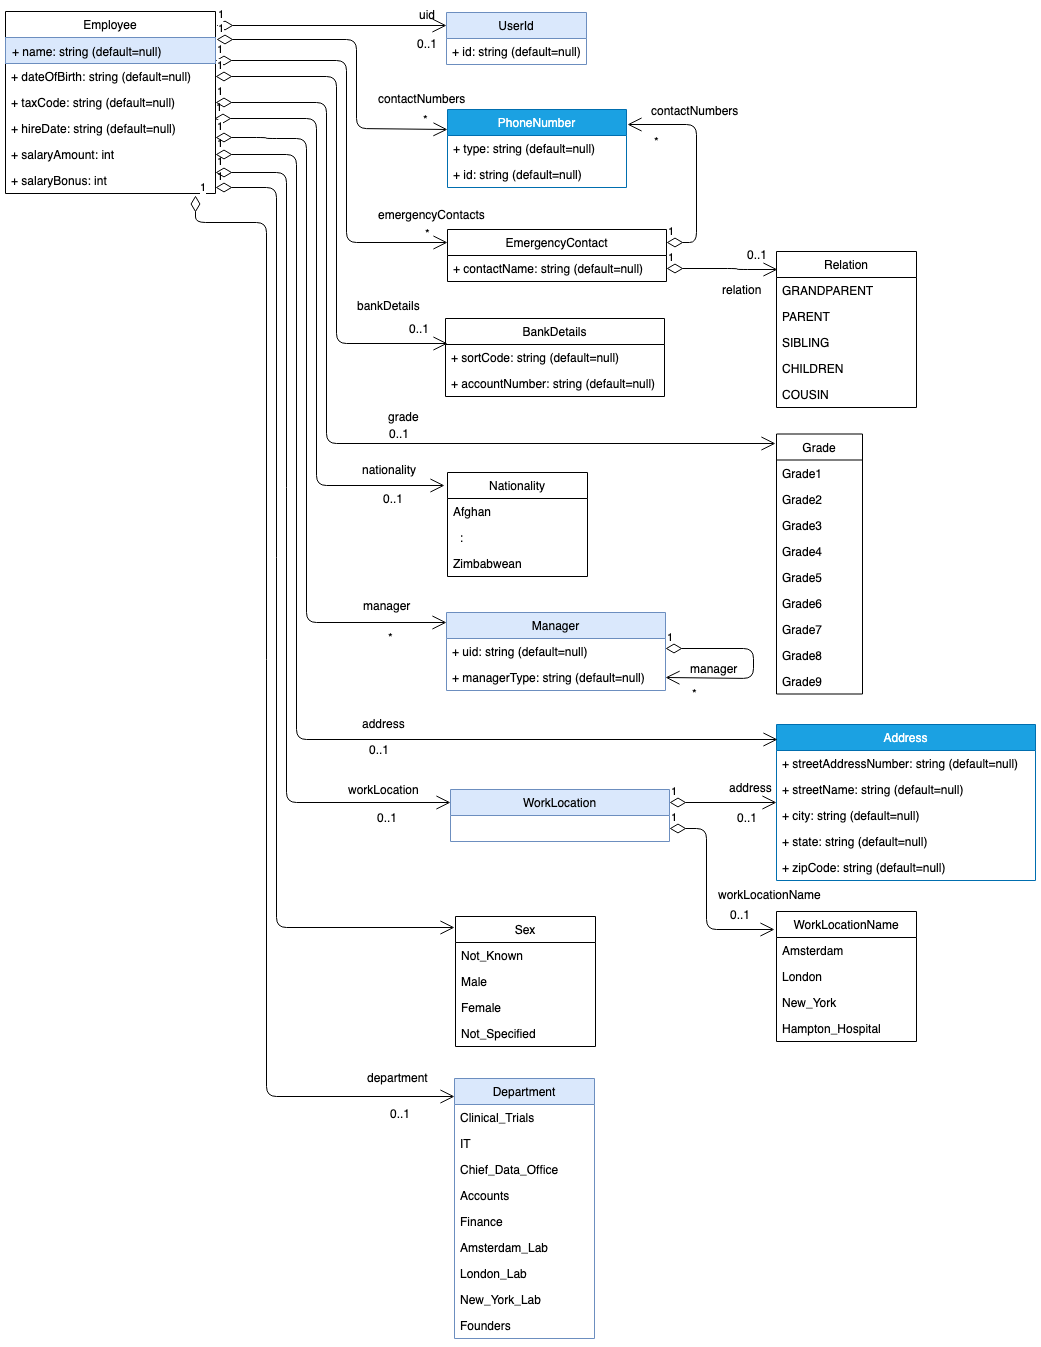 Employee
+ name: string (default=null)
+ dateOfBirth: string (default=null)
+ taxCode: string (default=null)
+ hireDate: string (default=null)
+ salaryAmount: int
+ salaryBonus: int
1
1
1
1
1
1
1
1
1
1
1
uid
0..1
UserId
+ id: string (default=null)
contactNumbers
*
PhoneNumber
+ type: string (default=null)
+ id: string (default=null)
contactNumbers
*
emergencyContacts
*
EmergencyContact
+ contactName: string (default=null)
1
1
0..1
relation
Relation
GRANDPARENT
PARENT
SIBLING
CHILDREN
COUSIN
bankDetails
0..1
BankDetails
+ sortCode: string (default=null)
+ accountNumber: string (default=null)
grade
0..1
Grade
Grade1
Grade2
Grade3
Grade4
Grade5
Grade6
Grade7
Grade8
Grade9
nationality
0..1
Nationality
Afghan
:
Zimbabwean
manager
*
Manager
+ uid: string (default=null)
+ managerType: string (default=null)
1
manager
*
address
0..1
Address
+ streetAddressNumber: string (default=null)
+ streetName: string (default=null)
+ city: string (default=null)
+ state: string (default=null)
+ zipCode: string (default=null)
workLocation
0..1
WorkLocation
1
address
0..1
1
workLocationName
0..1
WorkLocationName
Amsterdam
London
New_York
Hampton_Hospital
Sex
Not_Known
Male
Female
Not_Specified
department
0..1
Department
Clinical_Trials
IT
Chief_Data_Office
Accounts
Finance
Amsterdam_Lab
London_Lab
New_York_Lab
Founders